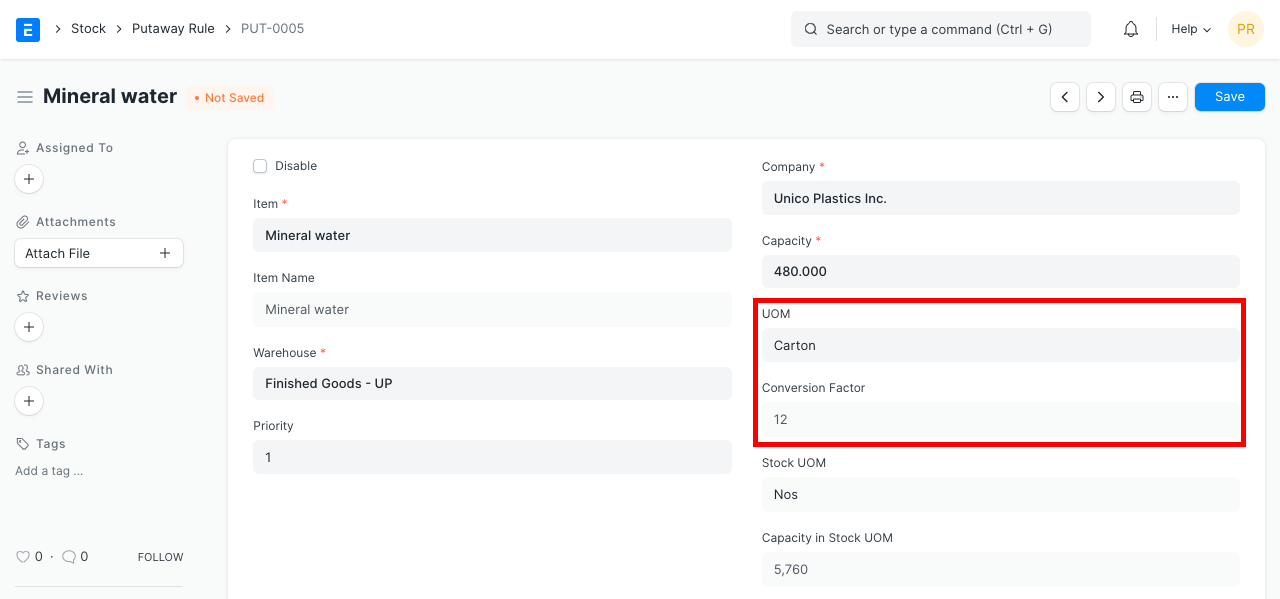 E > Stock > Putaway Rule > PUT-0005
Search or type a command (Ctrl + G)
Help
PR
Mineral water
• Not Saved
Save
Assigned To
+
Attachments
Attach File +
Reviews
+
Shared With
+
Tags
Add a tag ...
0 · 0 FOLLOW
Disable
Item *
Mineral water
Item Name
Mineral water
Warehouse *
Finished Goods - UP
Priority
1
Company *
Unico Plastics Inc.
Capacity *
480.000
UOM
Carton
Conversion Factor
12
Stock UOM
Nos
Capacity in Stock UOM
5,760